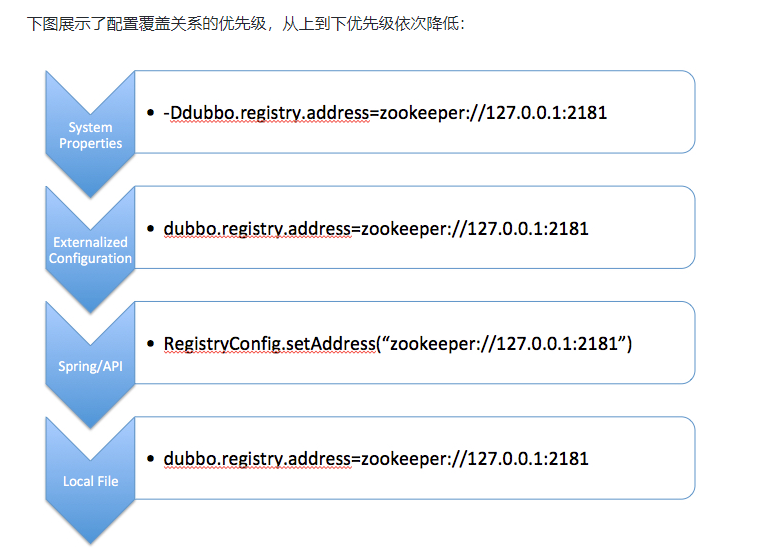 下图展示了配置覆盖关系的优先级，从上到下优先级依次降低：
System
Properties
• -Ddubbo.registry.address=zookeeper://127.0.0.1:2181
Externalized
Configuration
• dubbo.registry.address=zookeeper://127.0.0.1:2181
Spring/API
• RegistryConfig.setAddress(“zookeeper://127.0.0.1:2181”)
Local File
• dubbo.registry.address=zookeeper://127.0.0.1:2181